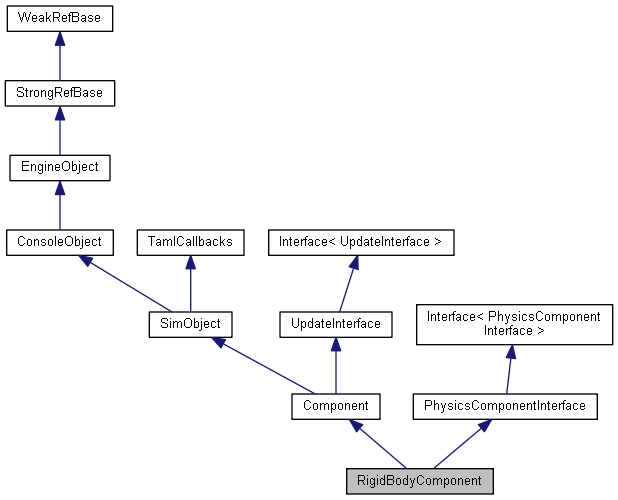 WeakRefBase
StrongRefBase
EngineObject
ConsoleObject
TamlCallbacks
Interface< UpdateInterface >
SimObject
UpdateInterface
Interface< PhysicsComponent
Interface >
Component
PhysicsComponentInterface
RigidBodyComponent